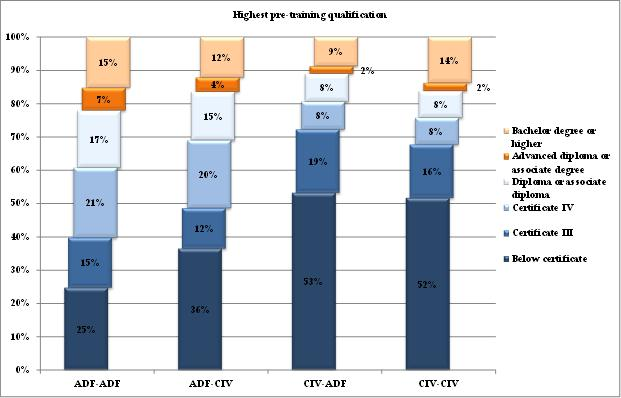 Highest pre-training qualification
100%
90%
80%
70%
60%
50%
40%
30%
20%
10%
0%
15%
7%
17%
21%
15%
25%
12%
4%
15%
20%
12%
36%
9%
2%
8%
8%
19%
53%
14%
2%
8%
8%
16%
52%
ADF-ADF
ADF-CIV
CIV-ADF
CIV-CIV
Bachelor degree or
higher
Advanced diploma or
associate degree
Diploma or associate
diploma
Certificate IV
Certificate III
Below certificate